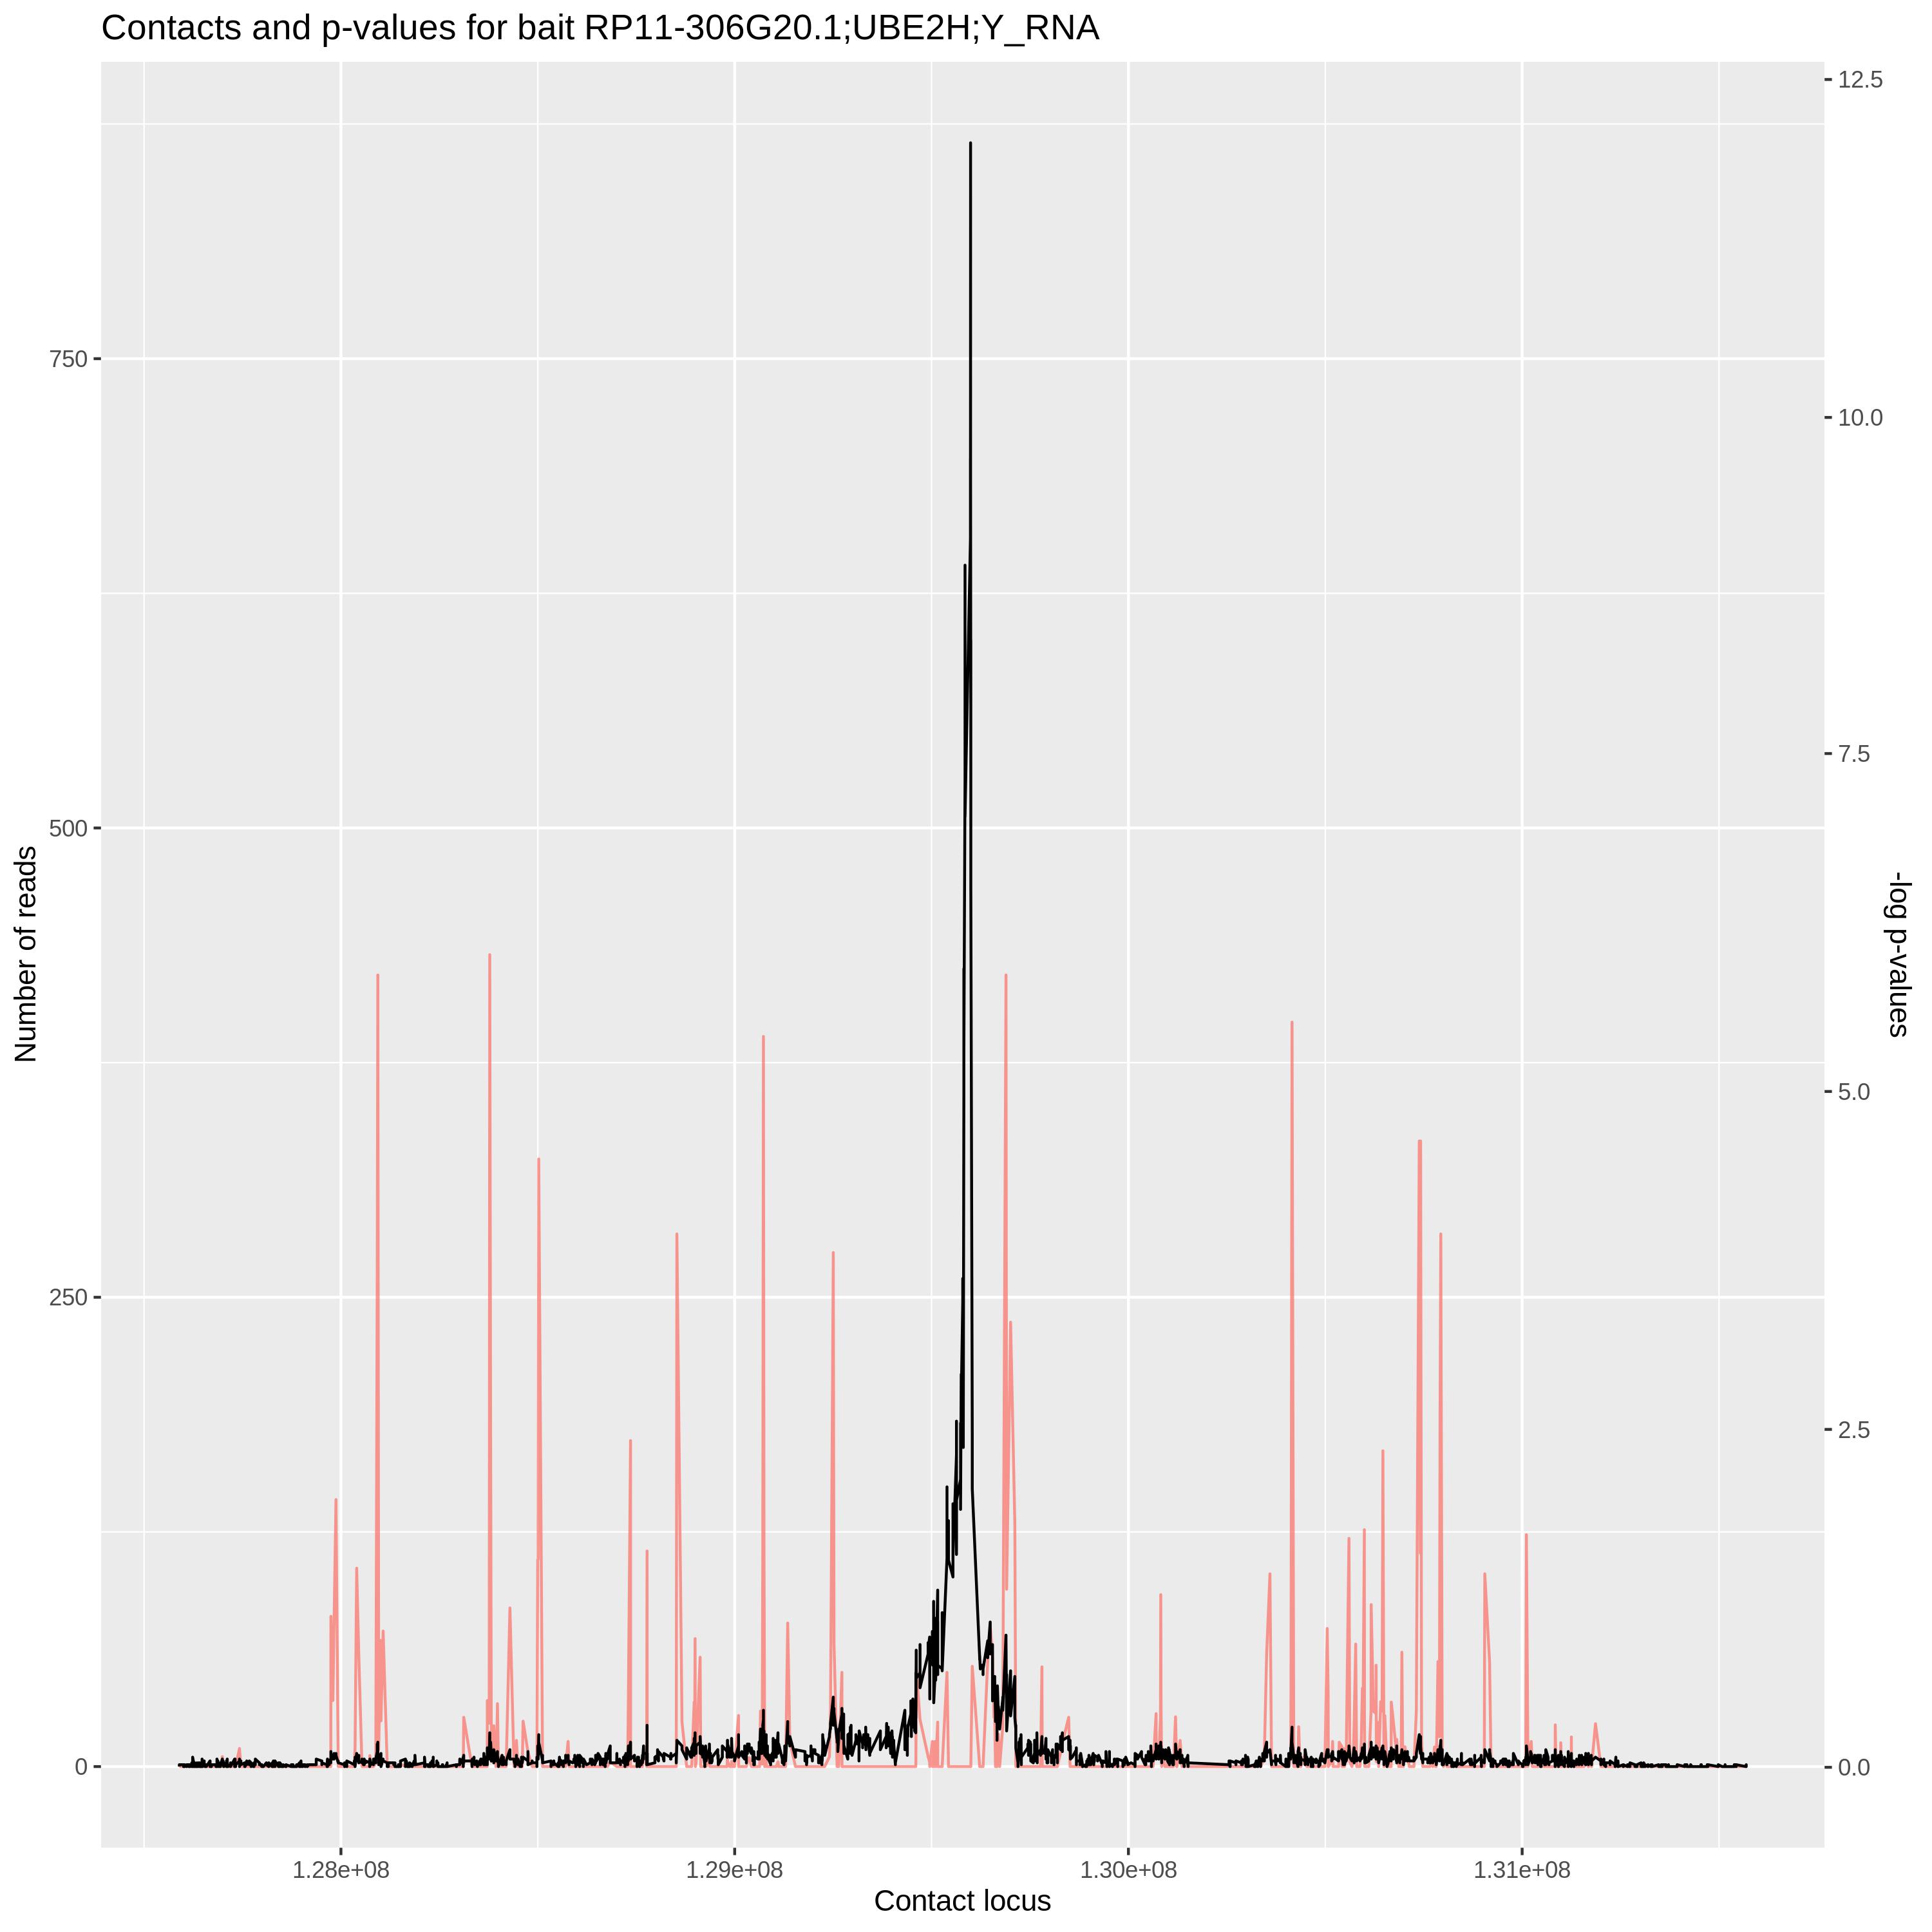 Contacts and p-values for bait RP11-306G20.1;UBE2H;Y_RNA
12.5
750
10.0
7.5
500
Number of reads
-log p-values
5.0
250
2.5
0
0.0
1.28e+08
1.29e+08
1.30e+08
1.31e+08
Contact locus